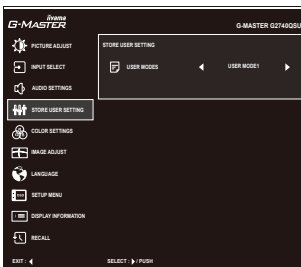 iiyama
G-MASTER
G-MASTER G2740QSU
PICTURE ADJUST
INPUT SELECT
AUDIO SETTINGS
STORE USER SETTING
COLOR SETTINGS
IMAGE ADJUST
LANGUAGE
SETUP MENU
DISPLAY INFORMATION
RECALL
STORE USER SETTING
USER MODES
USER MODE1
EXIT :
SELECT : / PUSH